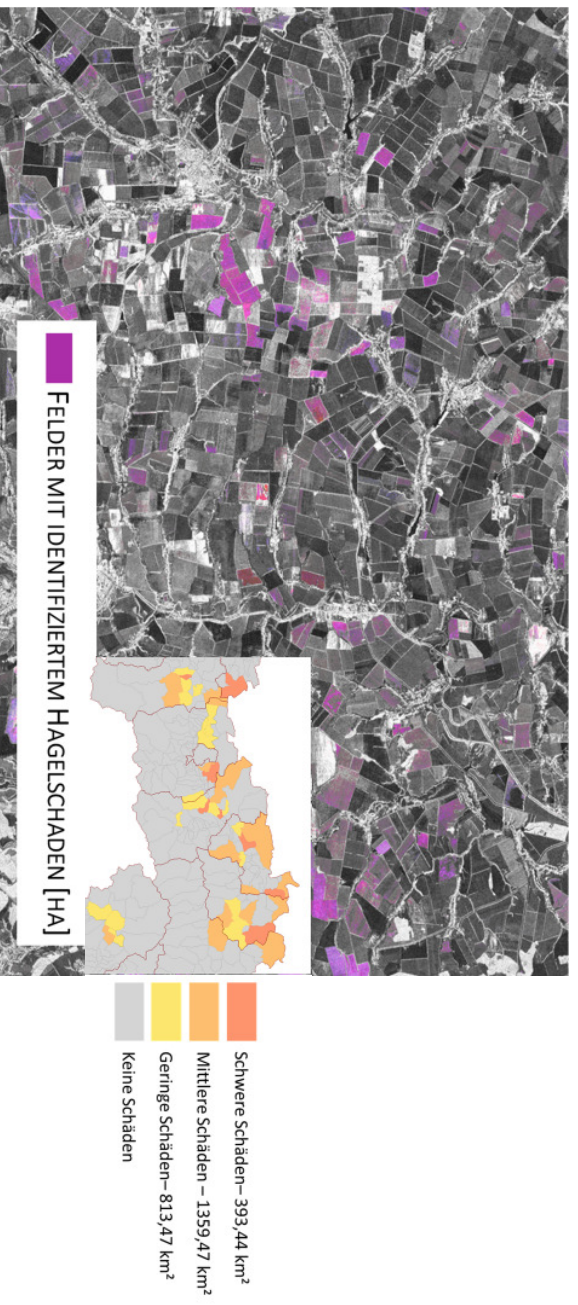 FELDER MIT IDENTIFIZIERTEM HAGELSCHADEN [HA]
Schwere Schäden– 393,44 km²
Mittlere Schäden – 1359,47 km²
Geringe Schäden– 813,47 km²
Keine Schäden